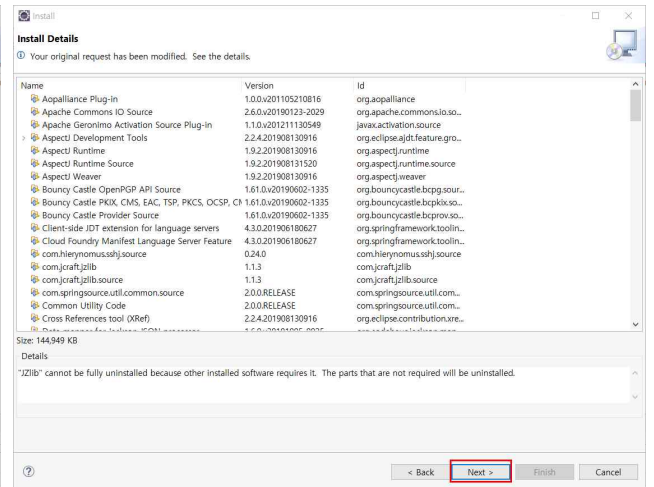 Install
Install Details
Your original request has been modified. See the details.
Name Version Id
Aopalliance Plug-in 1.0.0.v201105210816 org.aopalliance
Apache Commons IO Source 2.6.0.v20190123-2029 org.apache.commons.io.so...
Apache Geronimo Activation Source Plug-in 1.1.0.v201211130549 javax.activation.source
AspectJ Development Tools 2.2.4.201908130916 org.eclipse.ajdt.feature.gro...
AspectJ Runtime 1.9.2.201908130916 org.aspectj.runtime
AspectJ Runtime Source 1.9.2.201908131520 org.aspectj.runtime.source
AspectJ Weaver 1.9.2.201908130916 org.aspectj.weaver
Bouncy Castle OpenPGP API Source 1.61.0.v20190602-1335 org.bouncycastle.bcpg.sour...
Bouncy Castle PKIX, CMS, EAC, TSP, PKCS, OCSP, CM 1.61.0.v20190602-1335 org.bouncycastle.bcpkix.so...
Bouncy Castle Provider Source 1.61.0.v20190602-1335 org.bouncycastle.bcprov.so...
Client-side JDT extension for language servers 4.3.0.201906180627 org.springframework.toolin...
Cloud Foundry Manifest Language Server Feature 4.3.0.201906180627 org.springframework.toolin...
com.hierynomus.sshj.source 0.24.0 com.hierynomus.sshj.source
com.jcraft.jzlib 1.1.3 com.jcraft.jzlib
com.jcraft.jzlib.source 1.1.3 com.jcraft.jzlib.source
com.springsource.util.common.source 2.0.0.RELEASE com.springsource.util.com...
Common Utility Code 2.0.0.RELEASE com.springsource.util.com...
Cross References tool (XRef) 2.2.4.201908130916 org.eclipse.contribution.xre...
Size: 144,949 KB
Details
"JZlib" cannot be fully uninstalled because other installed software requires it. The parts that are not required will be uninstalled.
< Back Next > Finish Cancel